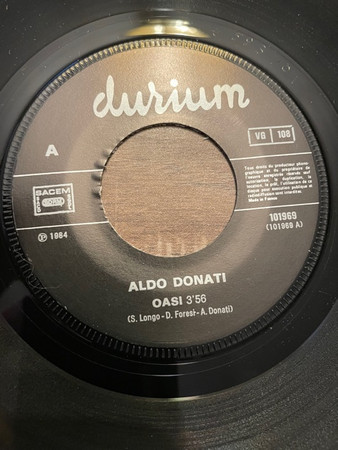 durium
VG 108
A
Tous droits du producteur phono-
graphique et du propriétaire de
l'œuvre enregistrée réservés sauf
autorisation, la duplication, la
location, le prêt, l'utilisation de ce
disque pour exécution publique et
radiodiffusion sont interdits.
Made in France
SACEM
101969
(101969 A)
℗ 1984
ALDO DONATI
OASI 3'56
(S. Longo - D. Foresi - A. Donati)